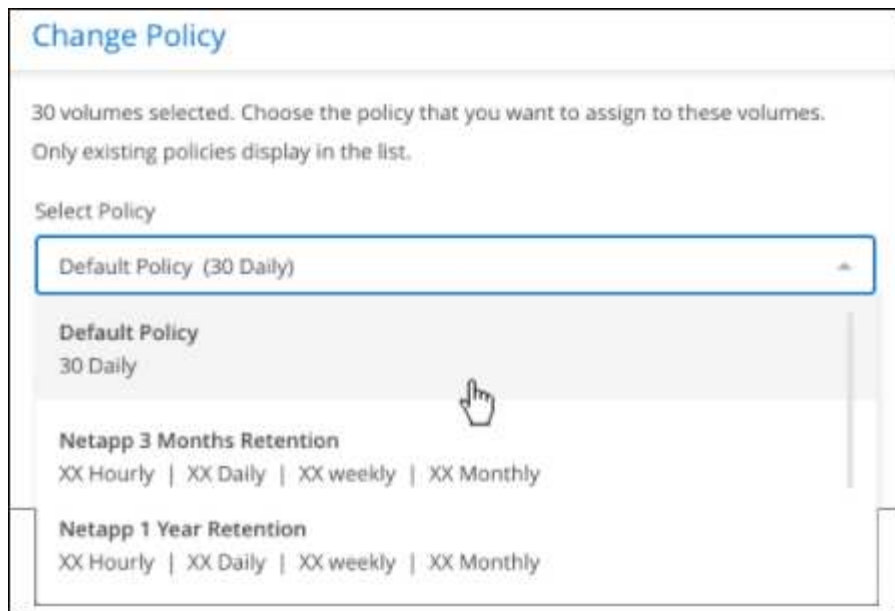 Change Policy
30 volumes selected. Choose the policy that you want to assign to these volumes.
Only existing policies display in the list.
Select Policy
Default Policy (30 Daily)
Default Policy
30 Daily
Netapp 3 Months Retention
XX Hourly | XX Daily | XX weekly | XX Monthly
Netapp 1 Year Retention
XX Hourly | XX Daily | XX weekly | XX Monthly